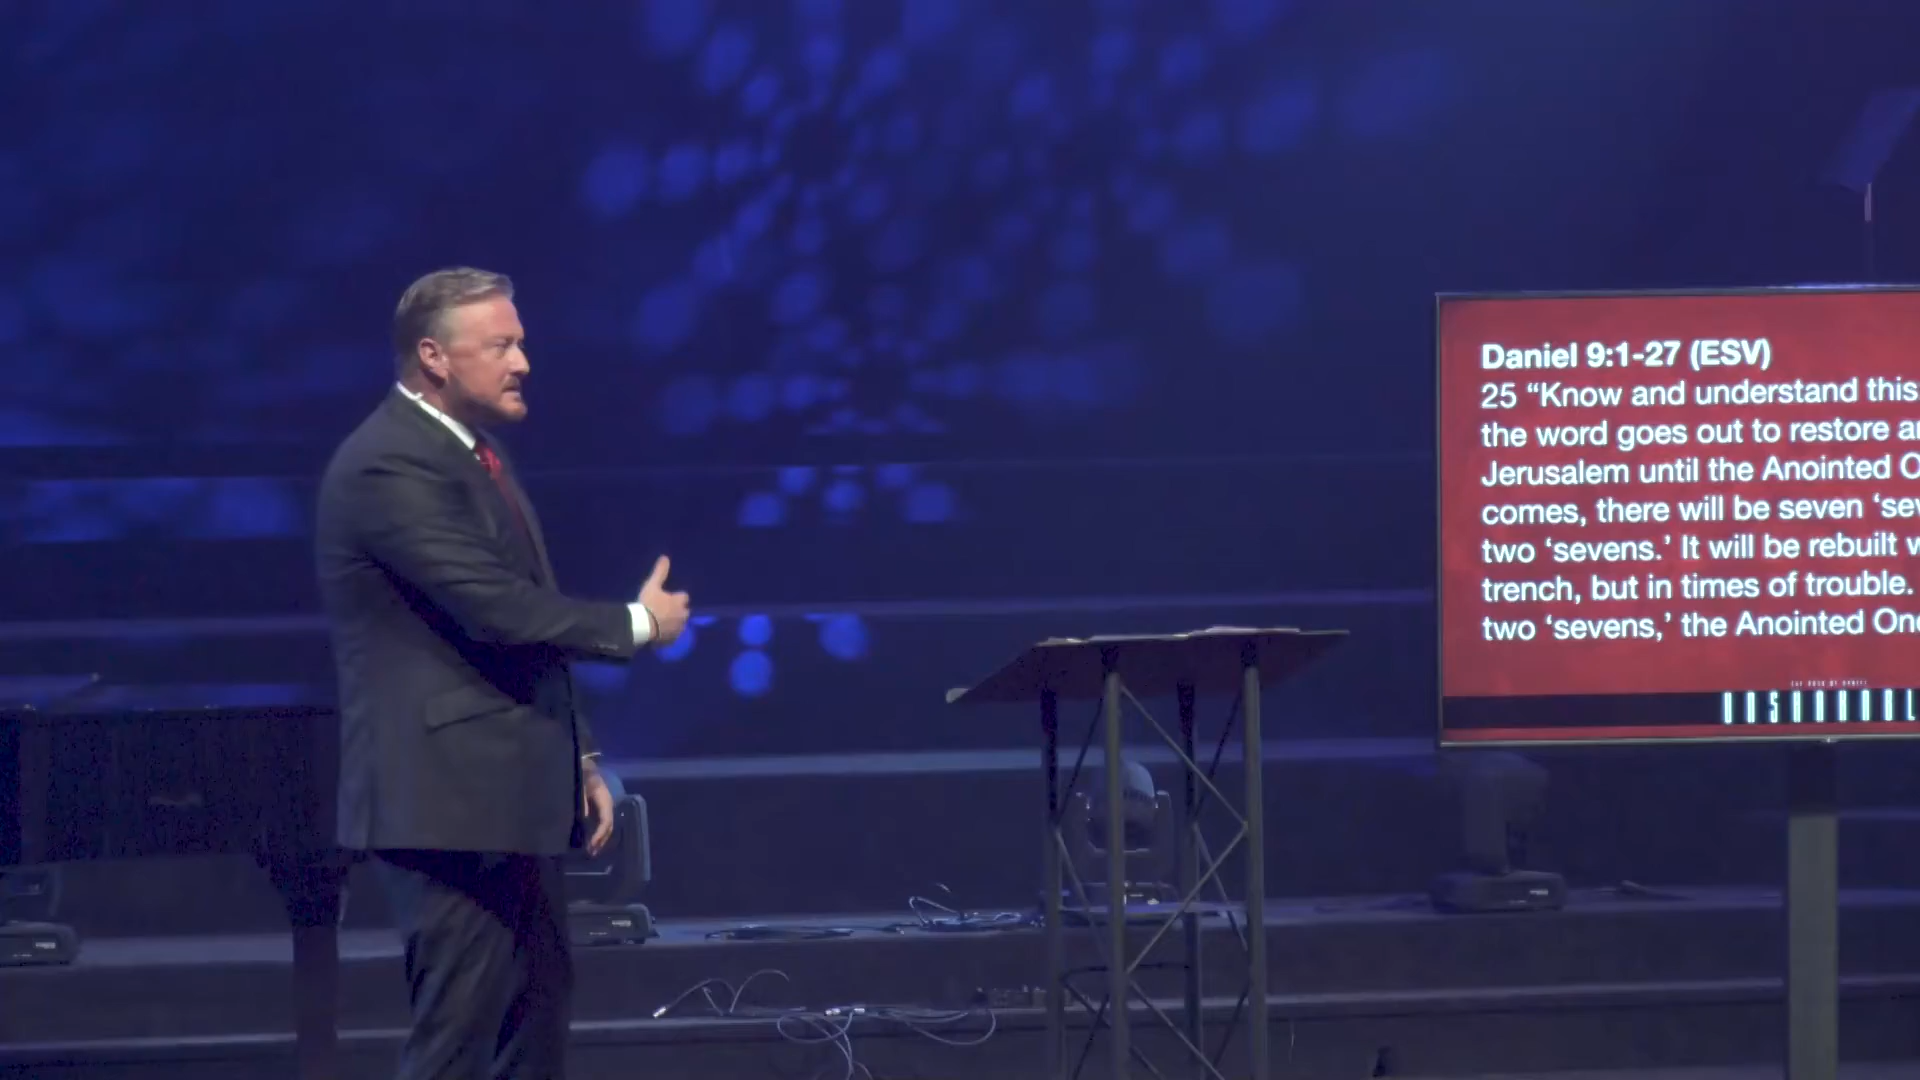 Daniel 9:1-27 (ESV)
25 “Know and understand this
the word goes out to restore
Jerusalem until the Anointed
comes, there will be seven
two ‘sevens.’ It will be rebuilt
trench, but in times of trouble.
two ‘sevens,’ the Anointed